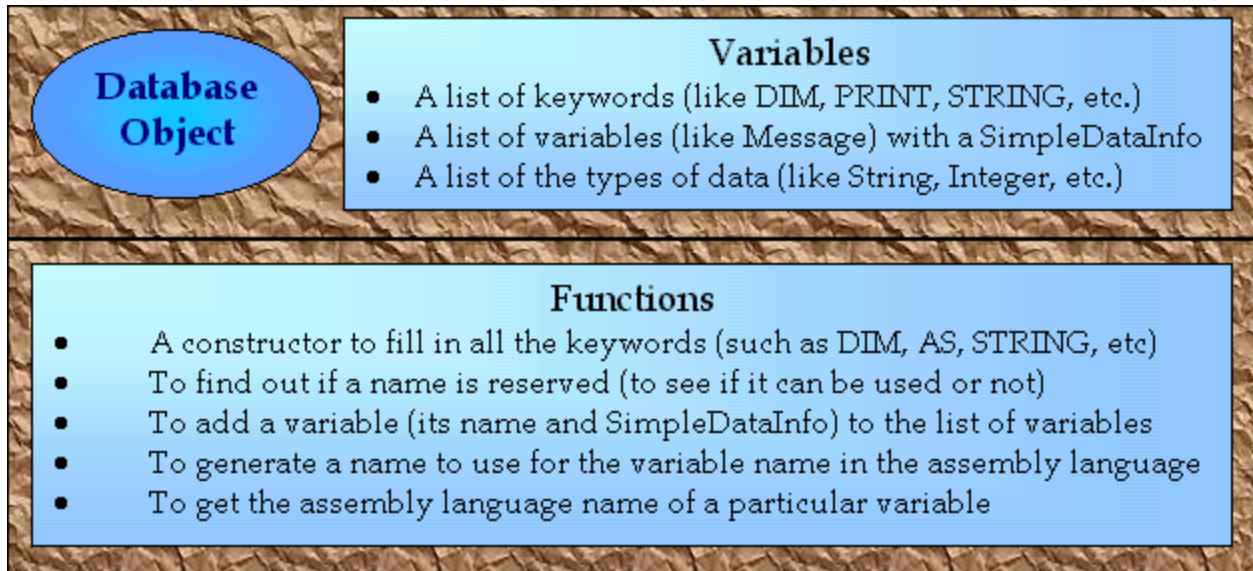 Database
Object
Variables
• A list of keywords (like DIM, PRINT, STRING, etc.)
• A list of variables (like Message) with a SimpleDataInfo
• A list of the types of data (like String, Integer, etc.)
Functions
• A constructor to fill in all the keywords (such as DIM, AS, STRING, etc)
• To find out if a name is reserved (to see if it can be used or not)
• To add a variable (its name and SimpleDataInfo) to the list of variables
• To generate a name to use for the variable name in the assembly language
• To get the assembly language name of a particular variable